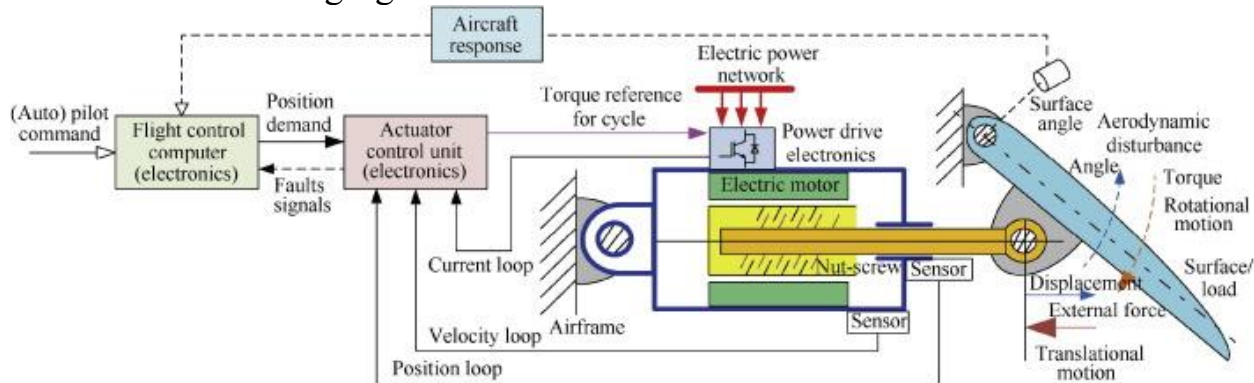 Aircraft
response
Electric power
network
(Auto) pilot
command
Flight control
computer
(electronics)
Position
demand
Faults
signals
Actuator
control unit
(electronics)
Torque reference
for cycle
Power drive
electronics
Electric motor
Nut-screw
Sensor
Sensor
Current loop
Velocity loop
Position loop
Airframe
Surface
angle
Aerodynamic
disturbance
Angle
Torque
Rotational
motion
Surface/
load
Displacement
External force
Translational
motion